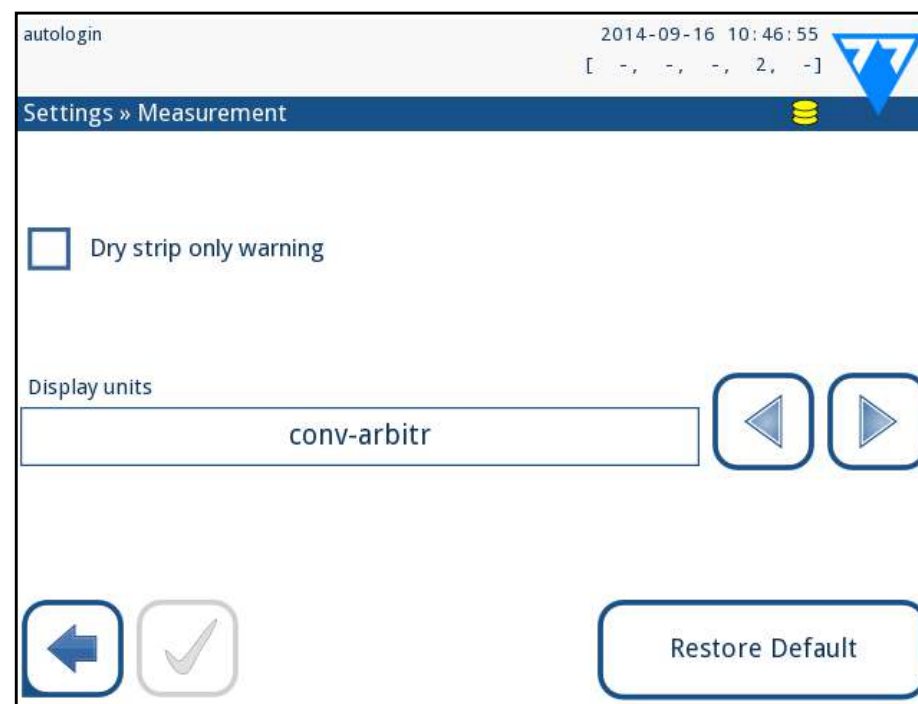 autologin
2014-09-16 10:46:55
[ -, -, -, 2, -]
Settings » Measurement
Dry strip only warning
Display units
conv-arbitr
Restore Default